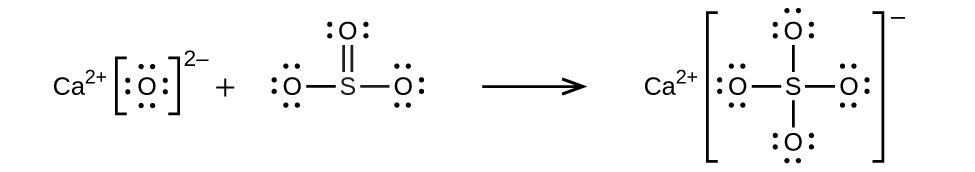 O O
Ca²⁺ [ O ]²⁻ + O — S — O ⟶ Ca²⁺ [ O — S — O ]⁻
O